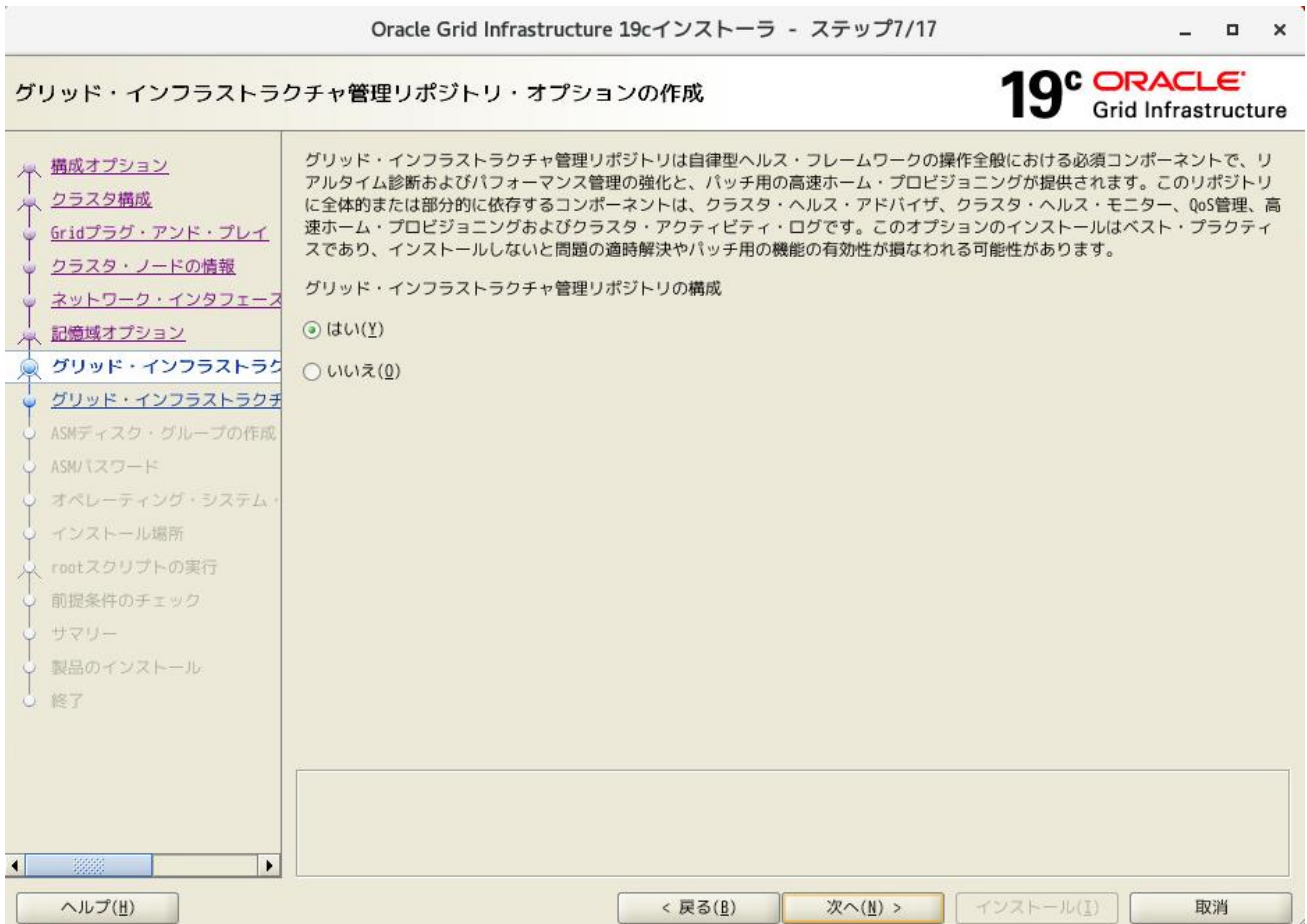 Oracle Grid Infrastructure 19cインストーラ - ステップ7/17
グリッド・インフラストラクチャ管理リポジトリ・オプションの作成
19c ORACLE
Grid Infrastructure
構成オプション
クラスタ構成
Gridプラグ・アンド・プレイ
クラスタ・ノードの情報
ネットワーク・インタフェース
記憶域オプション
グリッド・インフラストラク
グリッド・インフラストラクチ
ASMディスク・グループの作成
ASMパスワード
オペレーティング・システム・
インストール場所
rootスクリプトの実行
前提条件のチェック
サマリー
製品のインストール
終了
グリッド・インフラストラクチャ管理リポジトリは自律型ヘルス・フレームワークの操作全般における必須コンポーネントで、リ
アルタイム診断およびパフォーマンス管理の強化と、パッチ用の高速ホーム・プロビジョニングが提供されます。このリポジトリ
に全体的または部分的に依存するコンポーネントは、クラスタ・ヘルス・アドバイザ、クラスタ・ヘルス・モニター、QoS管理、高
速ホーム・プロビジョニングおよびクラスタ・アクティビティ・ログです。このオプションのインストールはベスト・プラクティ
スであり、インストールしないと問題の適時解決やパッチ用の機能の有効性が損なわれる可能性があります。
グリッド・インフラストラクチャ管理リポジトリの構成
はい(Y)
いいえ(O)
ヘルプ(H)
< 戻る(B)
次へ(N) >
インストール(I)
取消